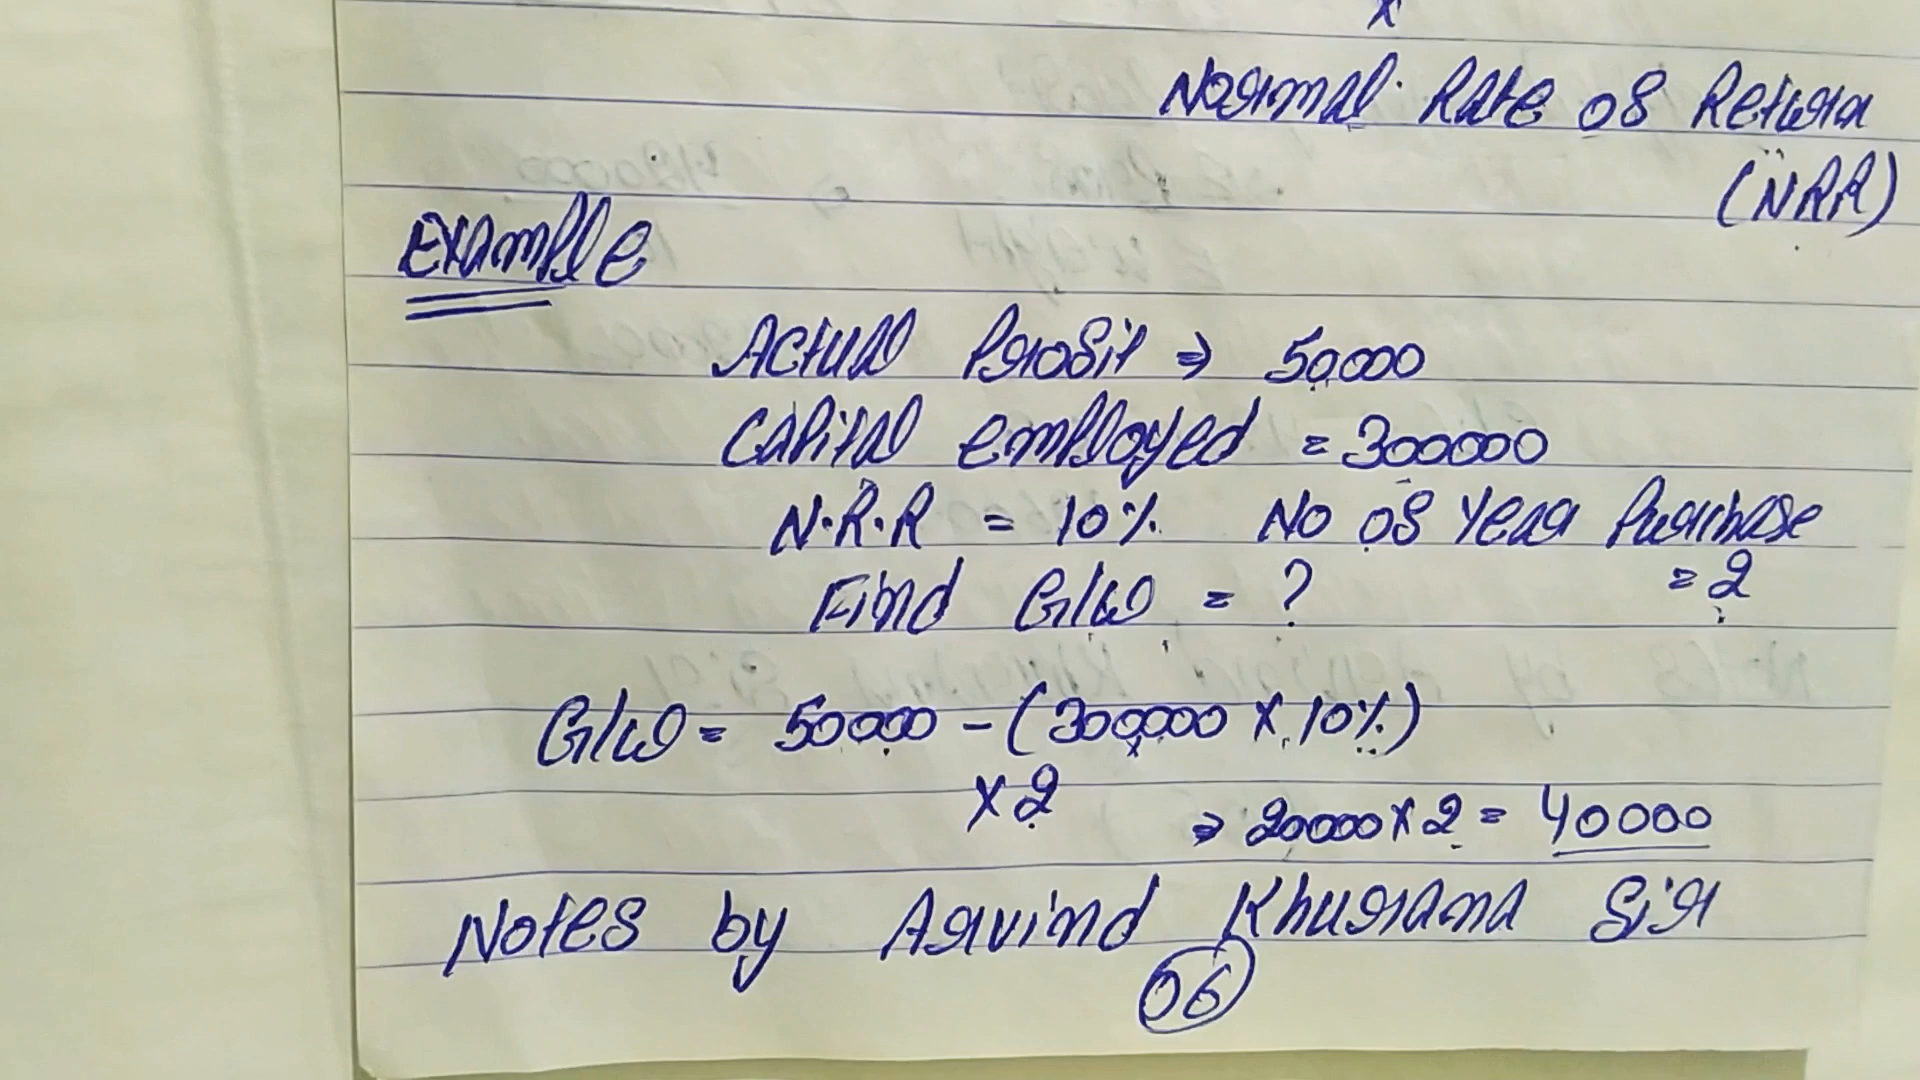 x
Normal Rate of Return
(NRR)
Example
Actual Profit ⇒ 50,000
Capital employed = 300000
N.R.R = 10% No of Year Purchase
= 2
Find G/W = ?
G/W = 50000 - (300000 x 10%)
x 2
⇒ 20000 x 2 = 40000
Notes by Arvind Khurana Sir
06